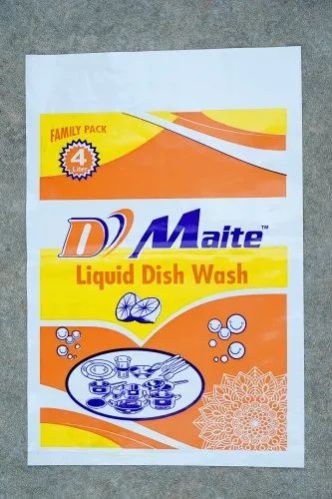 FAMILY PACK
4
Liter
D Maite™
Liquid Dish Wash